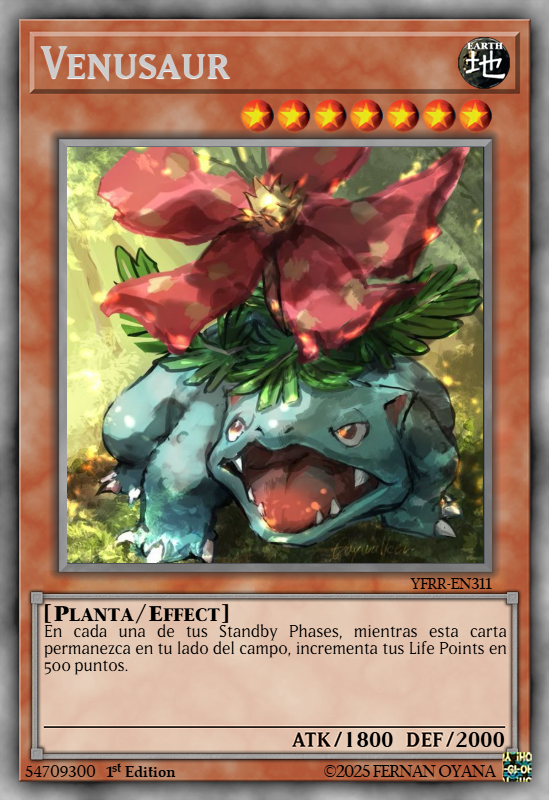 VENUSAUR
EARTH
地
YFRR-EN311
[PLANTA/EFFECT]
En cada una de tus Standby Phases, mientras esta carta
permanezca en tu lado del campo, incrementa tus Life Points en
500 puntos.
ATK/1800 DEF/2000
54709300 1st Edition ©2025 FERNAN OYANA